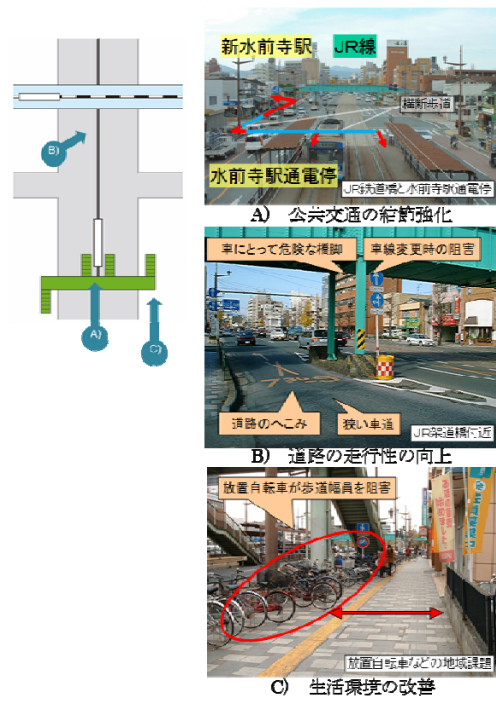 B)
A)
C)
新水前寺駅
JR線
横断歩道
水前寺駅通電停
JR鉄道橋と水前寺駅通電停
A) 公共交通の結節強化
車にとって危険な橋脚
車線変更時の阻害
道路のへこみ
狭い車道
JR架道橋付近
B) 道路の走行性の向上
放置自転車が歩道幅員を阻害
放置自転車などの地域課題
C) 生活環境の改善